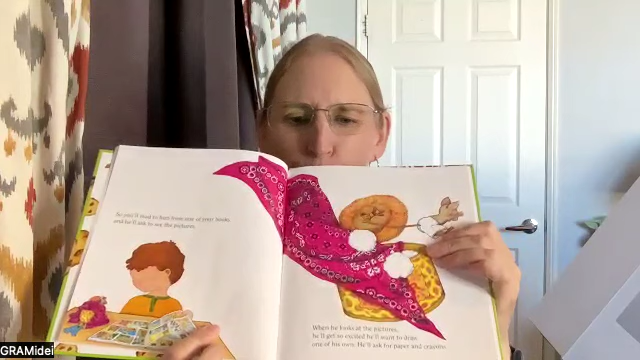 So you'll read to him from one of your books,
and he'll ask to see the pictures.
When he looks at the pictures,
he'll get so excited he'll want to draw
one of his own. He'll ask for paper and crayons.
GRAMidei